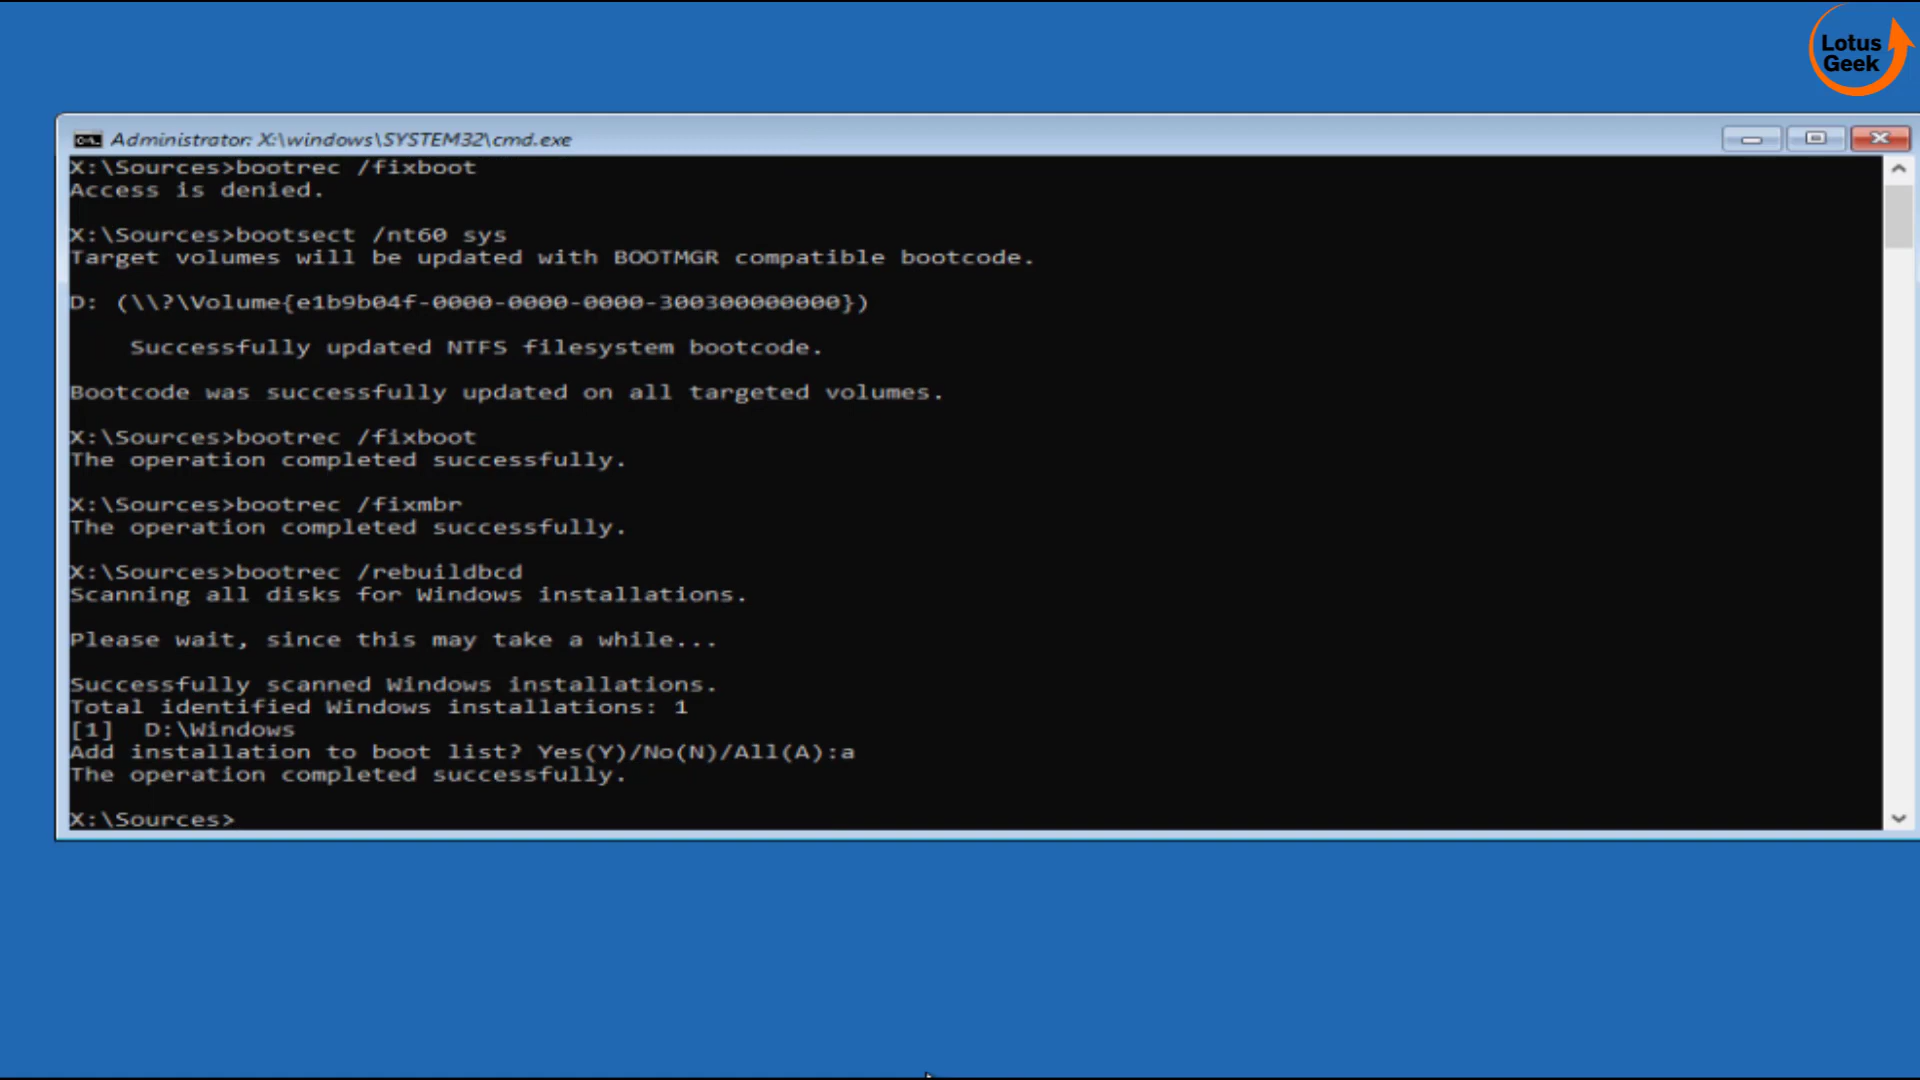 Lotus
Geek
Administrator: X:\windows\SYSTEM32\cmd.exe
X:\Sources>bootrec /fixboot
Access is denied.
X:\Sources>bootsect /nt60 sys
Target volumes will be updated with BOOTMGR compatible bootcode.
D: (\\?\Volume{e1b9b04f-0000-0000-0000-300300000000})
Successfully updated NTFS filesystem bootcode.
Bootcode was successfully updated on all targeted volumes.
X:\Sources>bootrec /fixboot
The operation completed successfully.
X:\Sources>bootrec /fixmbr
The operation completed successfully.
X:\Sources>bootrec /rebuildbcd
Scanning all disks for Windows installations.
Please wait, since this may take a while...
Successfully scanned Windows installations.
Total identified Windows installations: 1
[1]  D:\Windows
Add installation to boot list? Yes(Y)/No(N)/All(A):a
The operation completed successfully.
X:\Sources>